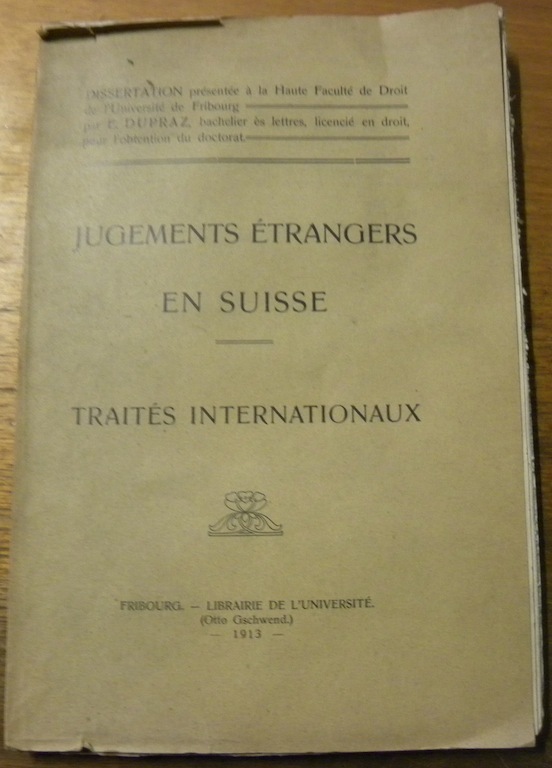 DISSERTATION présentée à la Haute Faculté de Droit
de l'Université de Fribourg
par E. DUPRAZ, bachelier ès lettres, licencié en droit,
pour l'obtention du doctorat.
JUGEMENTS ÉTRANGERS
EN SUISSE
TRAITÉS INTERNATIONAUX
FRIBOURG. — LIBRAIRIE DE L'UNIVERSITÉ.
(Otto Gschwend.)
— 1913 —